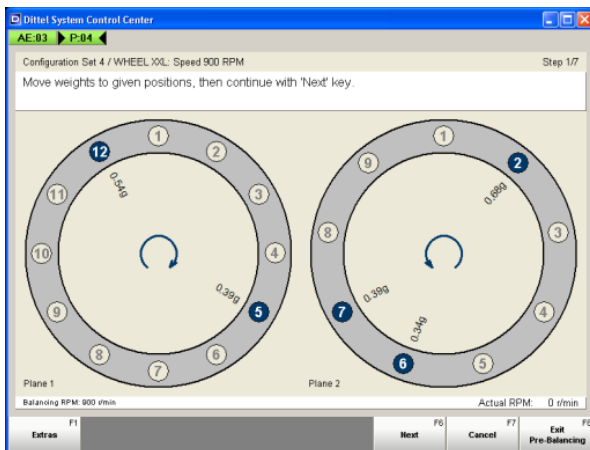 Dittel System Control Center
AE:03 P:04
Configuration Set 4 / WHEEL XXL: Speed 900 RPM Step 1/7
Move weights to given positions, then continue with 'Next' key.
1
2
3
4
5
6
7
8
9
10
11
12
0.54g
0.39g
Plane 1
1
2
3
4
5
6
7
8
9
0.68g
0.39g
0.34g
Plane 2
Balancing RPM: 900 r/min Actual RPM: 0 r/min
F1 F6 F7 F8
Extras Next Cancel Exit
Pre-Balancing